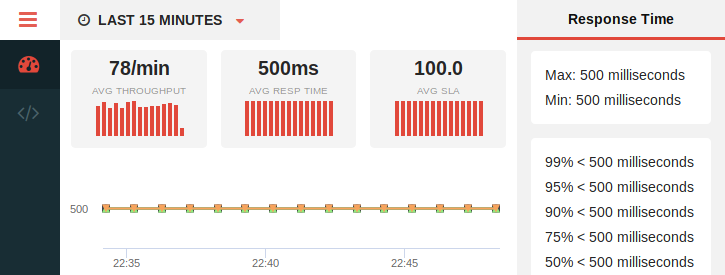 LAST 15 MINUTES
78/min
AVG THROUGHPUT
500ms
AVG RESP TIME
100.0
AVG SLA
500
22:35
22:40
22:45
Response Time
Max: 500 milliseconds
Min: 500 milliseconds
99% < 500 milliseconds
95% < 500 milliseconds
90% < 500 milliseconds
75% < 500 milliseconds
50% < 500 milliseconds